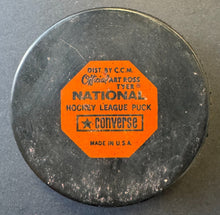 DIST BY C.C.M.
Official ART ROSS
TYER
NATIONAL
HOCKEY LEAGUE PUCK
★ converse
MADE IN U.S.A.